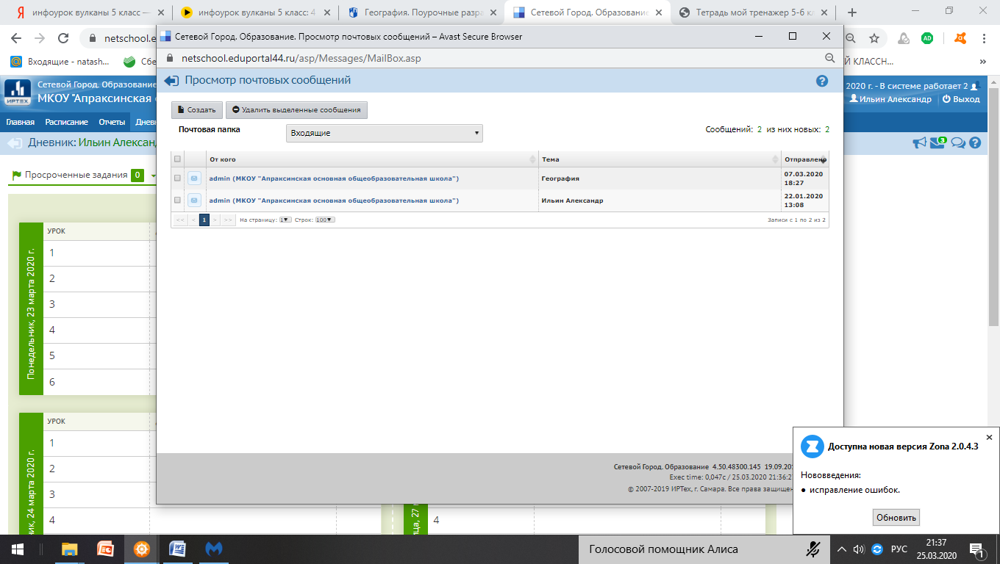 инфоурок вулканы 5 класс —
инфоурок вулканы 5 класс: 4
География. Поурочные разра
Сетевой Город. Образование
Тетрадь мой тренажер 5-6 кл
netschool.e
Сетевой Город. Образование. Просмотр почтовых сообщений – Avast Secure Browser
netschool.eduportal44.ru/asp/Messages/MailBox.asp
AD
Входящие - natash...
Сбе
Й КЛАССН...
»
ИРТЕХ
Сетевой Город. Образование
МКОУ "Апраксинская
2020 г. - В системе работает 2
Ильин Александр
Выход
Главная Расписание Отчеты Днев
Дневник: Ильин Александ
3
Просроченные задания 0
Просмотр почтовых сообщений
Создать
Удалить выделенные сообщения
Почтовая папка
Входящие
Сообщений: 2 из них новых: 2
От кого
Тема
Отправлено
admin (МКОУ "Апраксинская основная общеобразовательная школа")
География
07.03.2020
18:27
admin (МКОУ "Апраксинская основная общеобразовательная школа")
Ильин Александр
22.01.2020
13:08
<< < 1 > >> На страницу: 1 Строк: 100
Записи с 1 по 2 из 2
Понедельник, 23 марта 2020 г.
УРОК
1
2
3
4
5
6
ник, 24 марта 2020 г.
УРОК
1
2
3
4
ица, 27
4
Сетевой Город. Образование 4.50.48300.145 19.09.201
Exec time: 0,047с / 25.03.2020 21:36:2
© 2007-2019 ИРТех, г. Самара. Все права защищен
Доступна новая версия Zona 2.0.4.3
Нововведения:
● исправление ошибок.
Обновить
Голосовой помощник Алиса
РУС
21:37
25.03.2020
1